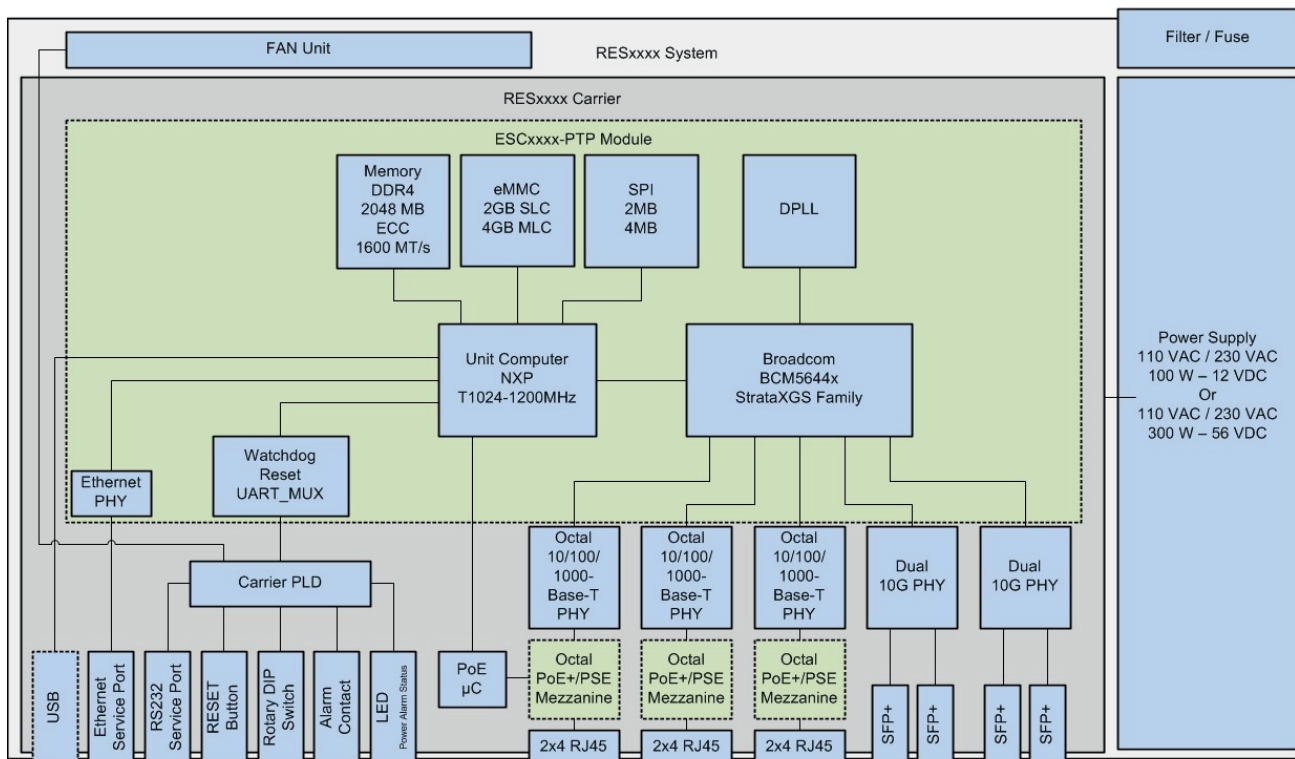 FAN Unit
RESxxxx System
Filter / Fuse
RESxxxx Carrier
ESCxxxx-PTP Module
Memory
DDR4
2048 MB
ECC
1600 MT/s
eMMC
2GB SLC
4GB MLC
SPI
2MB
4MB
DPLL
Unit Computer
NXP
T1024-1200MHz
Broadcom
BCM5644x
StrataXGS Family
Power Supply
110 VAC / 230 VAC
100 W – 12 VDC
Or
110 VAC / 230 VAC
300 W – 56 VDC
Watchdog
Reset
UART_MUX
Ethernet
PHY
Carrier PLD
Octal
10/100/
1000-
Base-T
PHY
Octal
10/100/
1000-
Base-T
PHY
Octal
10/100/
1000-
Base-T
PHY
Dual
10G PHY
Dual
10G PHY
USB
Ethernet
Service Port
RS232
Service Port
RESET
Button
Rotary DIP
Switch
Alarm
Contact
LED
Power Alarm Status
PoE
µC
Octal
PoE+/PSE
Mezzanine
Octal
PoE+/PSE
Mezzanine
Octal
PoE+/PSE
Mezzanine
2x4 RJ45
2x4 RJ45
2x4 RJ45
SFP+
SFP+
SFP+
SFP+